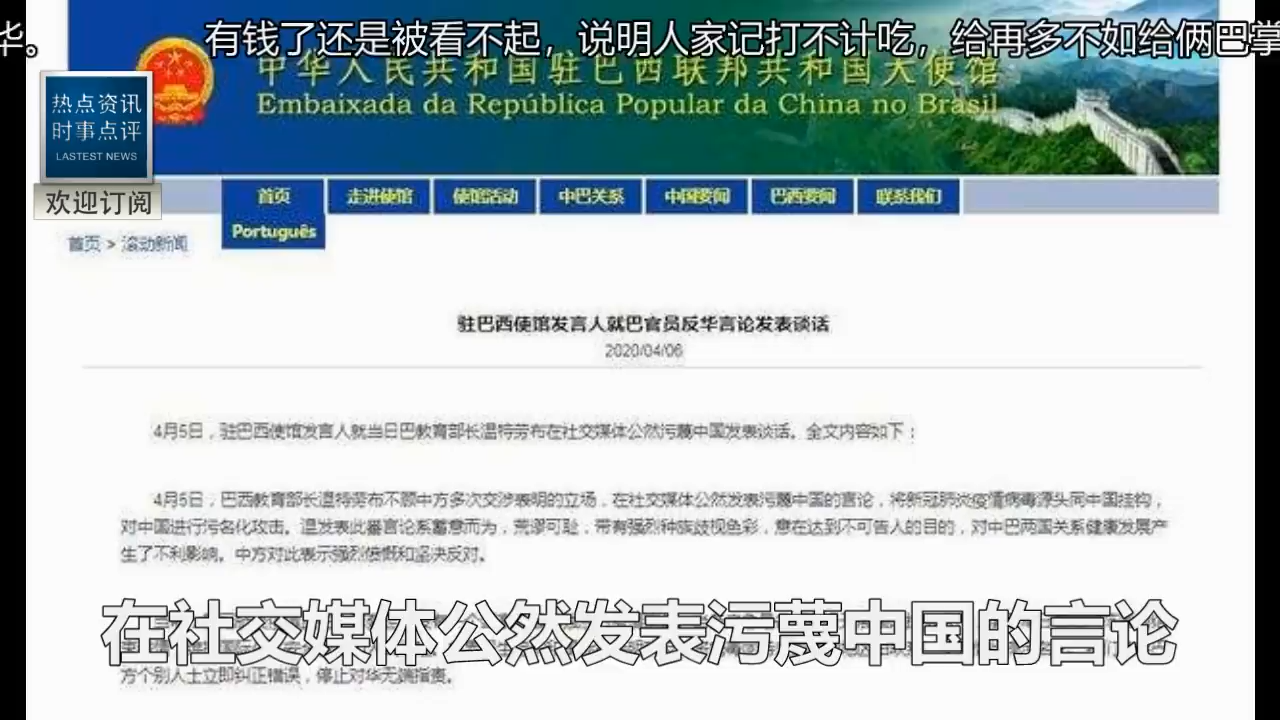 华。 有钱了还是被看不起，说明人家记打不计吃，给再多不如给俩巴掌
中华人民共和国驻巴西联邦共和国大使馆
Embaixada da República Popular da China no Brasil
热点资讯
时事点评
LASTEST NEWS
欢迎订阅
首页 走进使馆 使馆活动 中巴关系 中国要闻 巴西要闻 联系我们
Português
首页 > 滚动新闻
驻巴西使馆发言人就巴官员反华言论发表谈话
2020/04/06
4月5日，驻巴西使馆发言人就当日巴教育部长温特劳布在社交媒体公然污蔑中国发表谈话。全文内容如下：
4月5日，巴西教育部长温特劳布不顾中方多次交涉表明的立场，在社交媒体公然发表污蔑中国的言论，将新冠肺炎疫情病毒源头同中国挂钩，
对中国进行污名化攻击。温发表此番言论系蓄意而为，荒谬可耻，带有强烈种族歧视色彩，意在达到不可告人的目的，对中巴两国关系健康发展产
生了不利影响。中方对此表示强烈愤慨和坚决反对。
在社交媒体公然发表污蔑中国的言论
方个别人士立即纠正错误，停止对华无端指责。